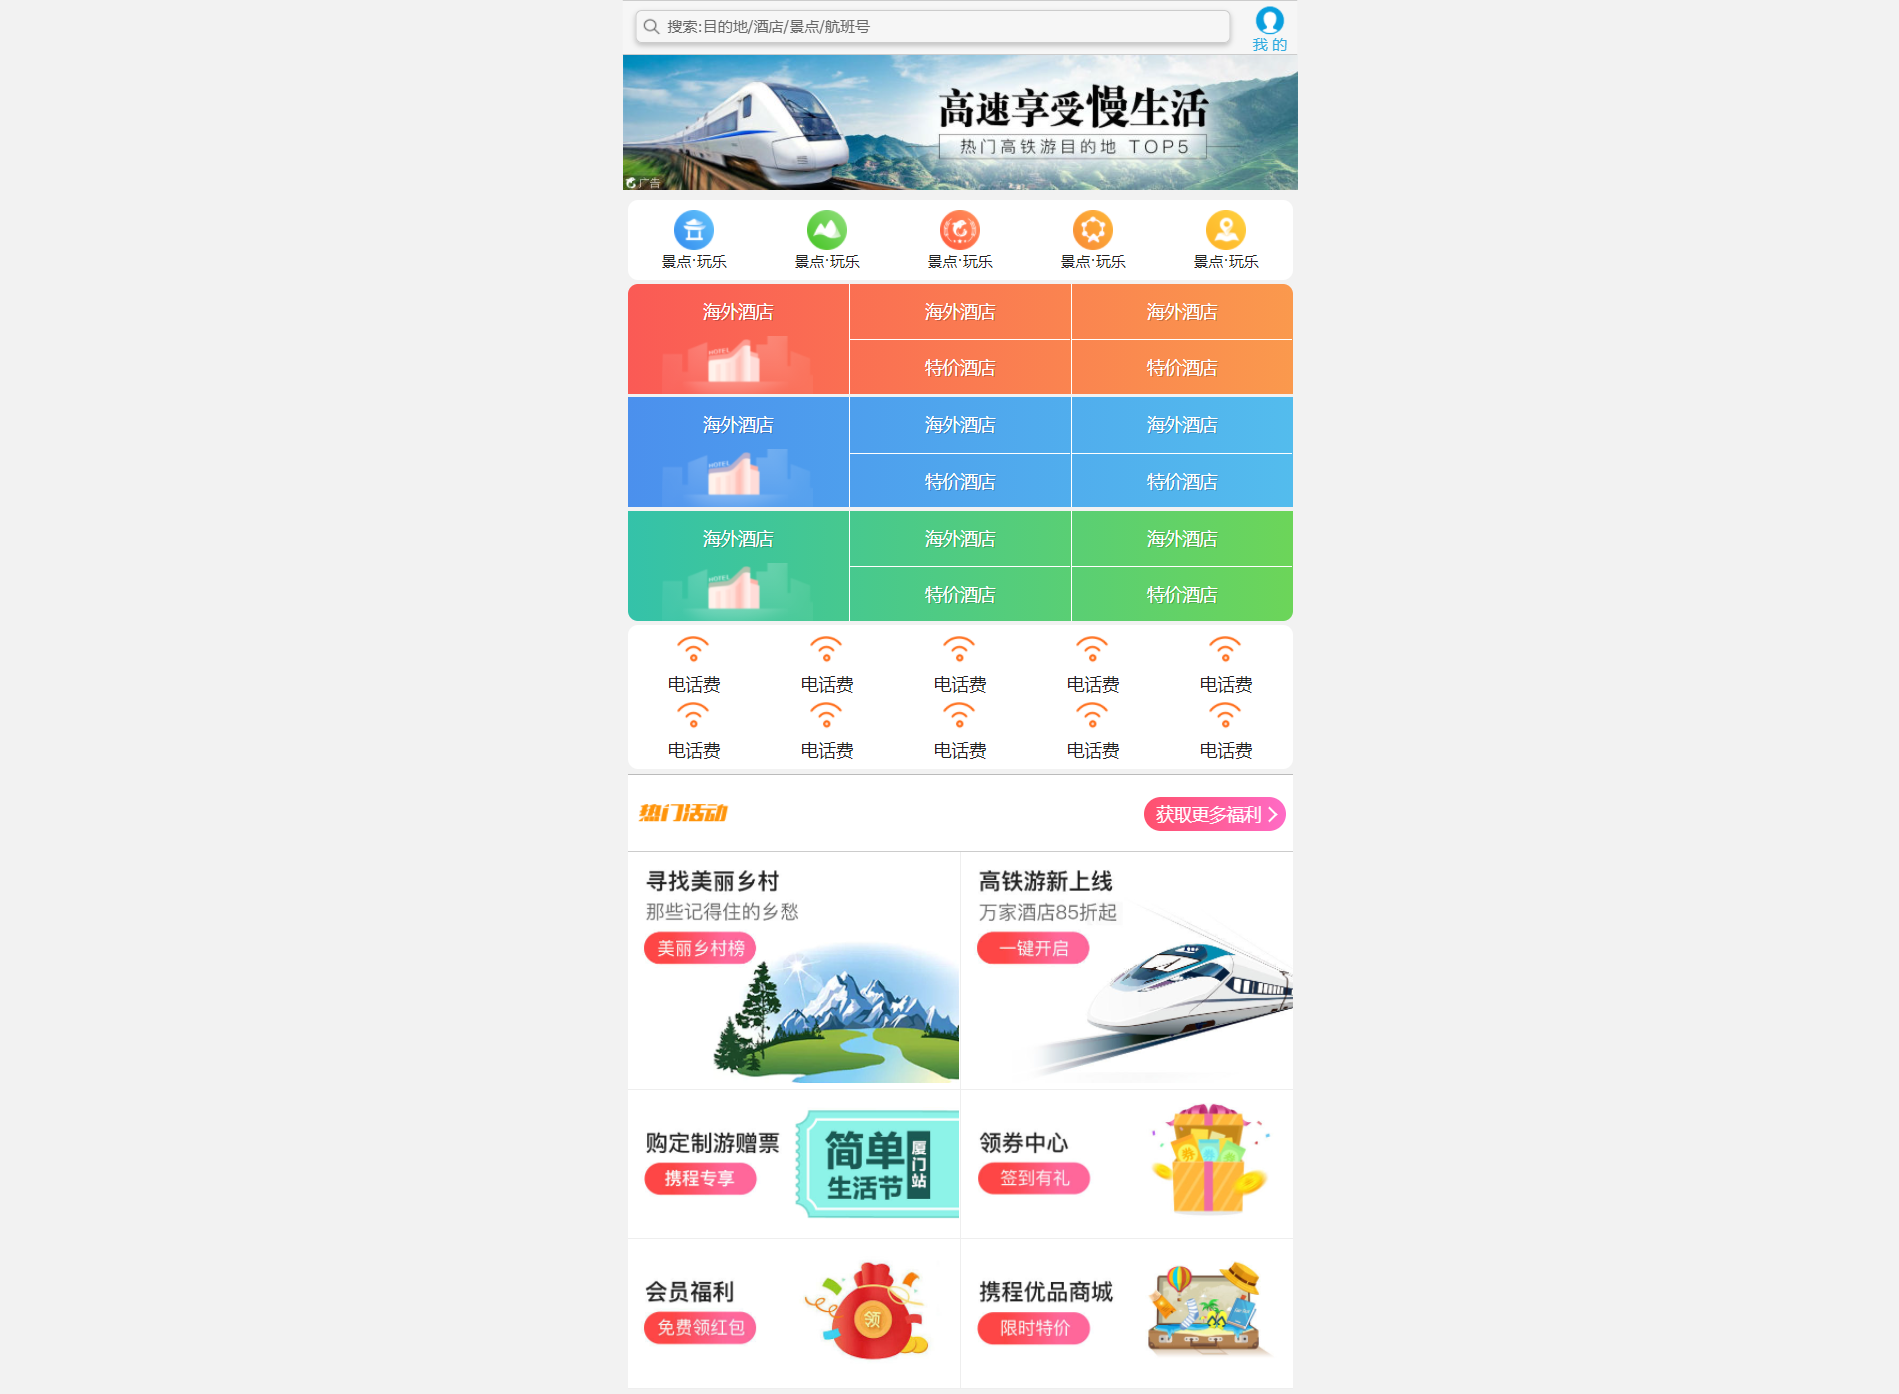 搜索:目的地/酒店/景点/航班号
我 的
高速享受慢生活
热门高铁游目的地 TOP5
广告
景点·玩乐 景点·玩乐 景点·玩乐 景点·玩乐 景点·玩乐
海外酒店 海外酒店 海外酒店
HOTEL
特价酒店 特价酒店
海外酒店 海外酒店 海外酒店
HOTEL
特价酒店 特价酒店
海外酒店 海外酒店 海外酒店
HOTEL
特价酒店 特价酒店
电话费 电话费 电话费 电话费 电话费
电话费 电话费 电话费 电话费 电话费
热门活动
获取更多福利
寻找美丽乡村
那些记得住的乡愁
美丽乡村榜
高铁游新上线
万家酒店85折起
一键开启
购定制游赠票
携程专享
简单
生活节
厦门站
领券中心
签到有礼
券
券
会员福利
免费领红包
领
携程优品商城
限时特价